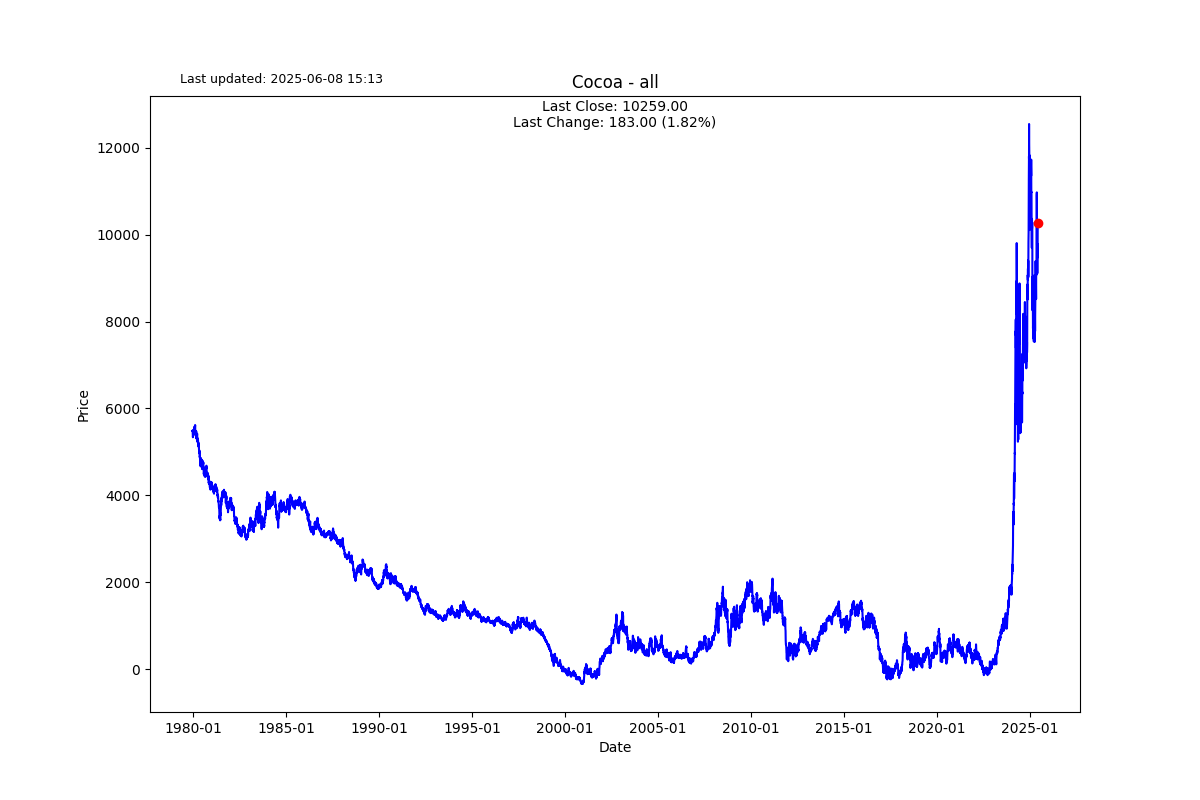 Last updated: 2025-06-08 15:13
Cocoa - all
Last Close: 10259.00
Last Change: 183.00 (1.82%)
12000
10000
8000
6000
4000
2000
0
Price
1980-01 1985-01 1990-01 1995-01 2000-01 2005-01 2010-01 2015-01 2020-01 2025-01
Date